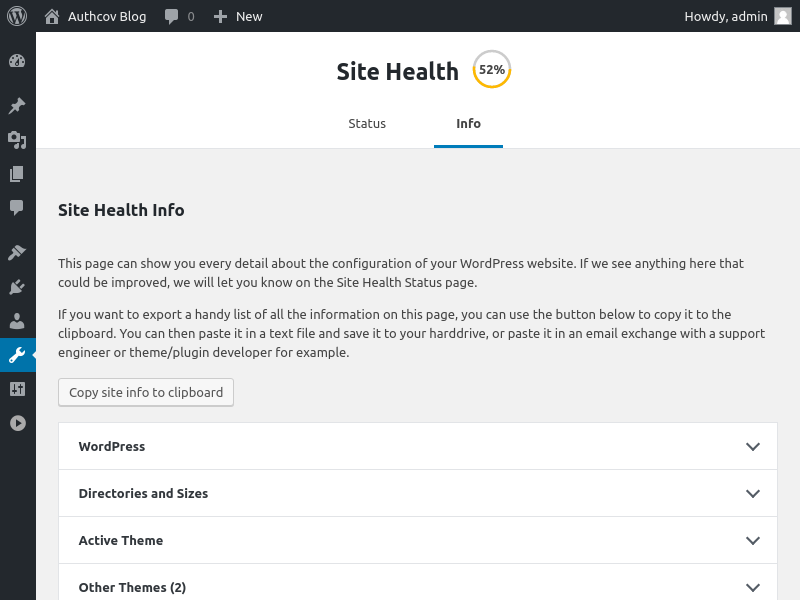 Authcov Blog 0 New Howdy, admin
Site Health 52%
Status Info
Site Health Info
This page can show you every detail about the configuration of your WordPress website. If we see anything here that
could be improved, we will let you know on the Site Health Status page.
If you want to export a handy list of all the information on this page, you can use the button below to copy it to the
clipboard. You can then paste it in a text file and save it to your harddrive, or paste it in an email exchange with a support
engineer or theme/plugin developer for example.
Copy site info to clipboard
WordPress
Directories and Sizes
Active Theme
Other Themes (2)